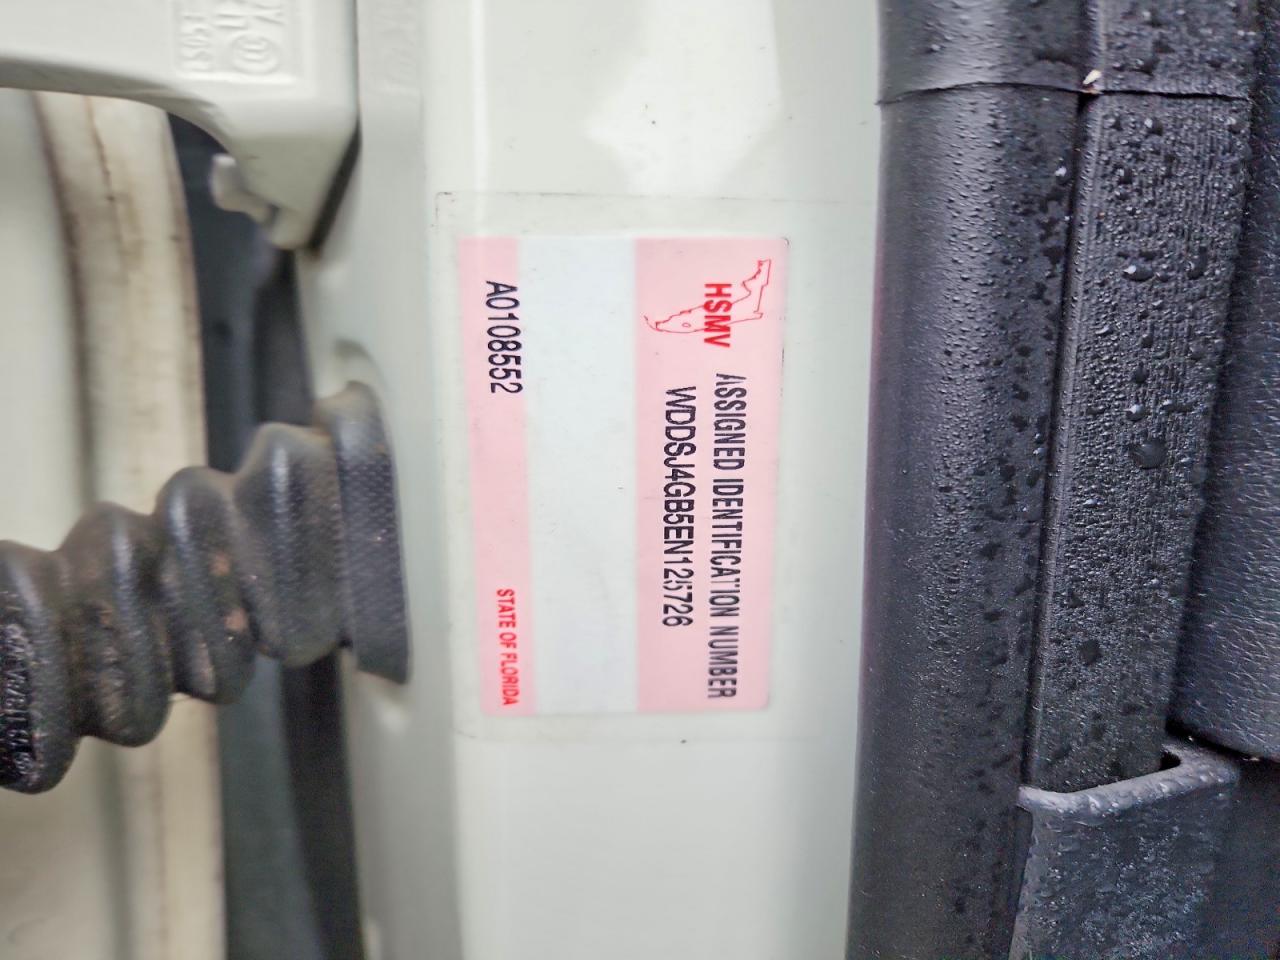 HSMV
ASSIGNED IDENTIFICATION NUMBER
WDDSJ4GB5EN125726
A0108552
STATE OF FLORIDA